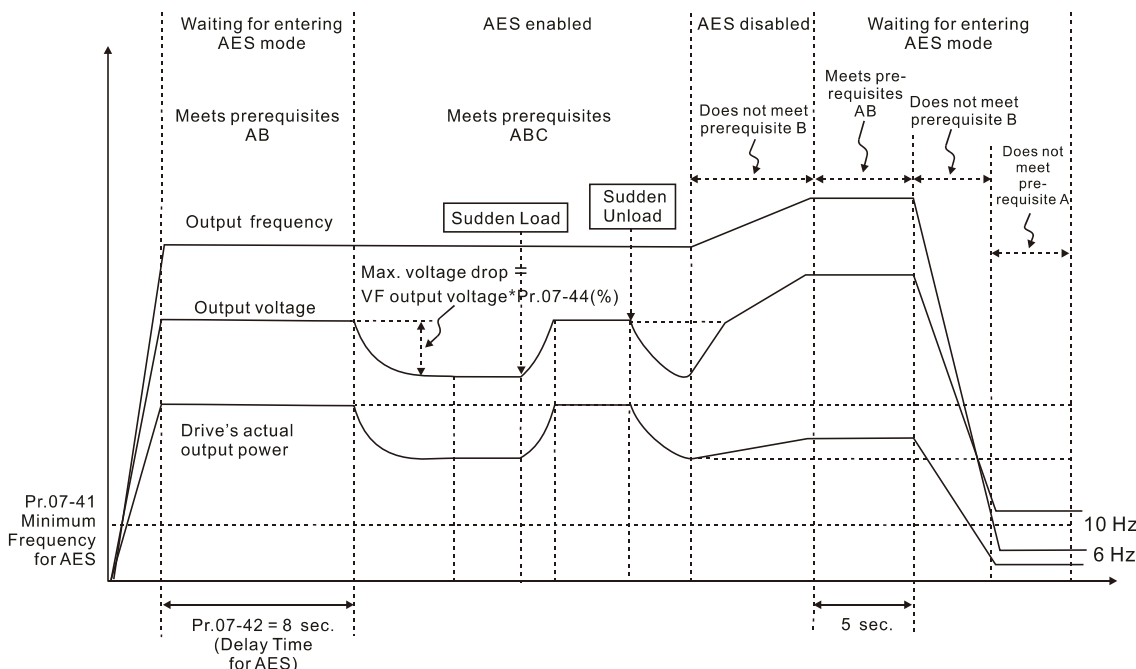 Waiting for entering
AES mode
AES enabled
AES disabled
Waiting for entering
AES mode
Meets prerequisites
AB
Meets prerequisites
ABC
Does not meet
prerequisite B
Meets pre-
requisites
AB
Does not meet
prerequisite B
Does not
meet
pre-
requisite A
Output frequency
Sudden Load
Sudden
Unload
Max. voltage drop =
VF output voltage*Pr.07-44(%)
Output voltage
Drive's actual
output power
Pr.07-41
Minimum
Frequency
for AES
10 Hz
6 Hz
Pr.07-42 = 8 sec.
(Delay Time
for AES)
5 sec.